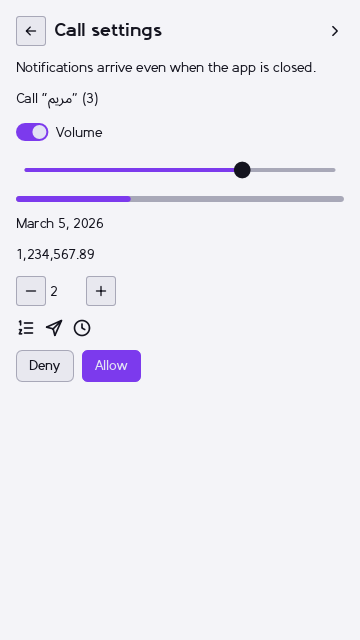 Call settings
Notifications arrive even when the app is closed.
Call "مريم" (3)
Volume
March 5, 2026
1,234,567.89
2
Deny
Allow